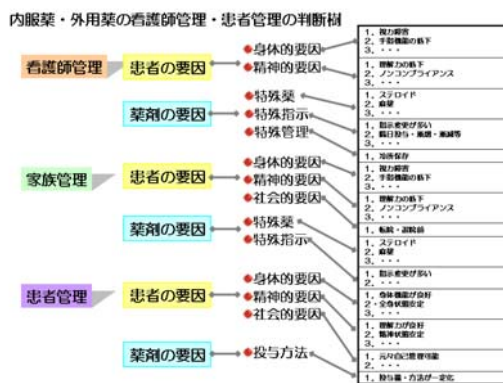 内服薬・外用薬の看護師管理・患者管理の判断樹
看護師管理
患者の要因
身体的要因
1. 視力障害
2. 手指機能の低下
3. ・・・
精神的要因
1. 理解力の低下
2. ノンコンプライアンス
3. ・・・
薬剤の要因
特殊薬
1. ステロイド
2. 麻薬
3. ・・・
特殊指示
1. 指示変更が多い
2. 隔日投与・漸増・漸減等
3. ・・・
特殊管理
1. 冷所保存
家族管理
患者の要因
身体的要因
1. 視力障害
2. 手指機能の低下
3. ・・・
精神的要因
1. 理解力の低下
2. ノンコンプライアンス
3. ・・・
社会的要因
1. 転院・退院前
薬剤の要因
特殊薬
1. ステロイド
2. 麻薬
3. ・・・
特殊指示
1. 指示変更が多い
2. ・・・
患者管理
患者の要因
身体的要因
1. 身体機能が良好
2・全身状態安定
3. ・・・
精神的要因
1. 理解力が良好
2. 精神状態安定
3. ・・・
社会的要因
1. 元々自己管理可能
2. ・・・
薬剤の要因
投与方法
1. 投与量・方法が一定化